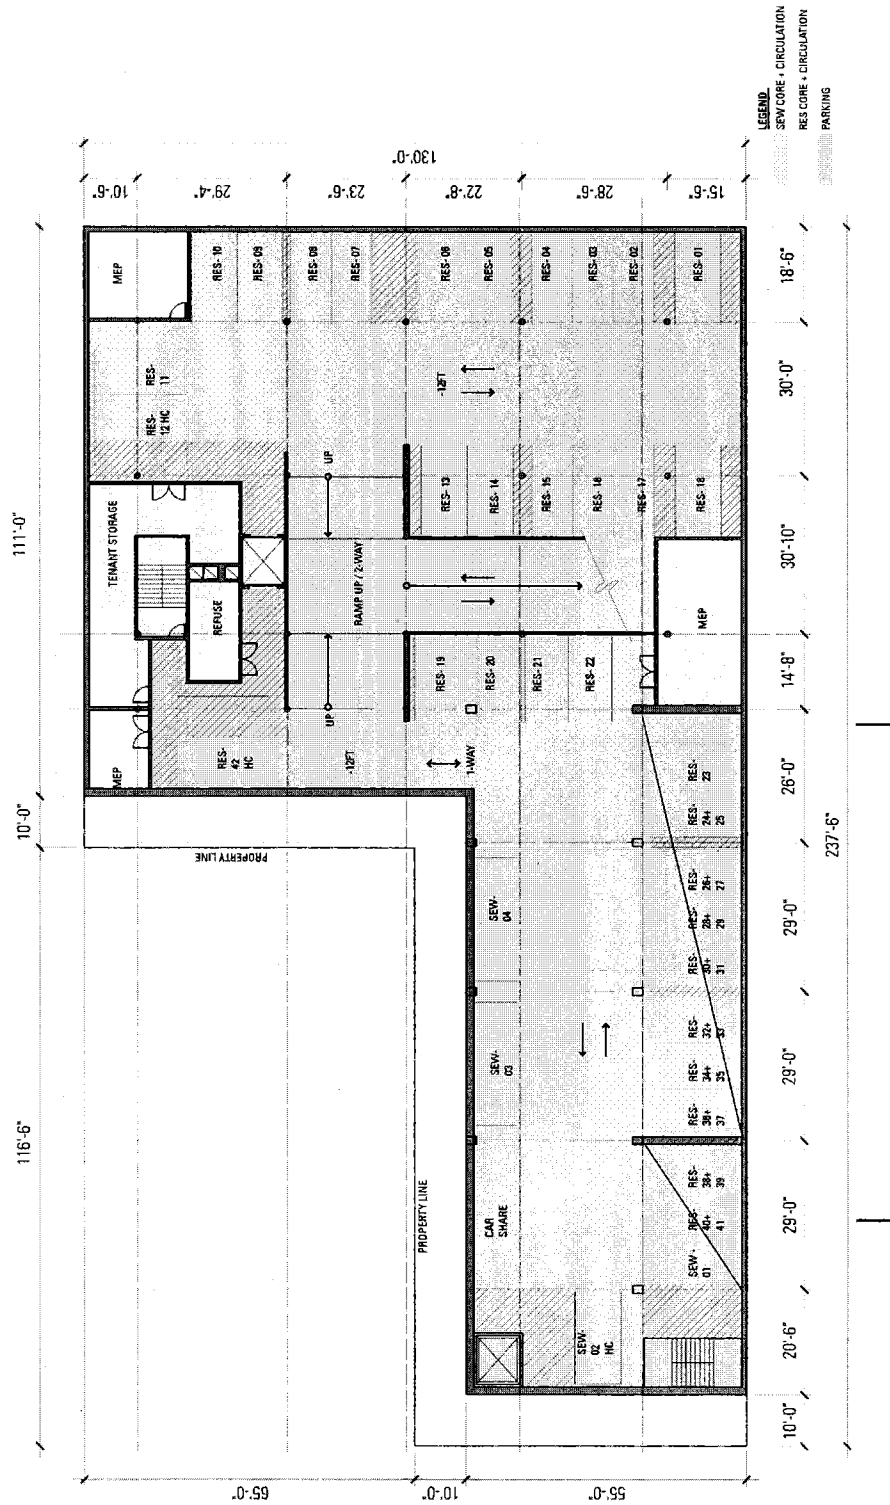 116'-6"
10'-0"
111'-0"
65'-0"
10'-0"
55'-0"
10'-6"
29'-4"
23'-6"
22'-8"
28'-6"
15'-6"
130'-0"
MEP
TENANT STORAGE
REFUSE
MEP
RES-
42
HC
RES-
12 HC
RES-
11
RES- 10
RES- 09
RES- 08
RES- 07
RES- 06
RES- 05
RES- 04
RES- 03
RES- 02
RES- 01
PROPERTY LINE
-12FT
UP
RAMP UP / 2-WAY
UP
-12FT
1-WAY
PROPERTY LINE
RES- 13
RES- 14
RES- 15
RES- 16
RES- 17
RES- 18
RES- 19
RES- 20
RES- 21
RES- 22
MEP
CAR
SHARE
SEW-
03
SEW-
04
SEW-
02
HC
SEW-
01
RES-
40+
41
RES-
38+
39
RES-
36+
37
RES-
34+
35
RES-
32+
33
RES-
30+
31
RES-
28+
29
RES-
26+
27
RES-
24+
25
RES-
23
10'-0"
20'-6"
29'-0"
29'-0"
29'-0"
26'-0"
14'-8"
30'-10"
30'-0"
18'-6"
237'-6"
LEGEND
SEW CORE + CIRCULATION
RES CORE + CIRCULATION
PARKING